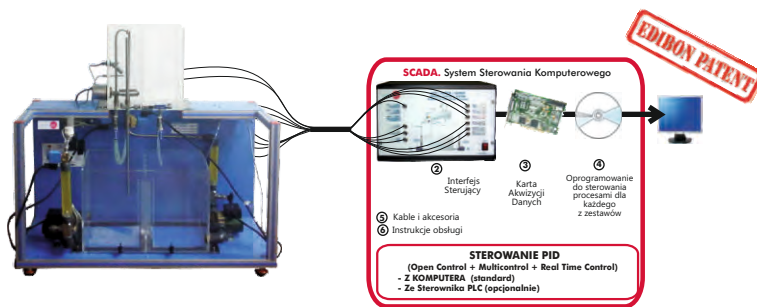 EDIBON PATENT
SCADA. System Sterowania Komputerowego
② Interfejs
Sterujący
③ Karta
Akwizycji
Danych
④ Oprogramowanie
do sterowania
procesami dla
każdego
z zestawów
⑤ Kable i akcesoria
⑥ Instrukcje obsługi
STEROWANIE PID
(Open Control + Multicontrol + Real Time Control)
- Z KOMPUTERA (standard)
- Ze Sterownika PLC (opcjonalnie)